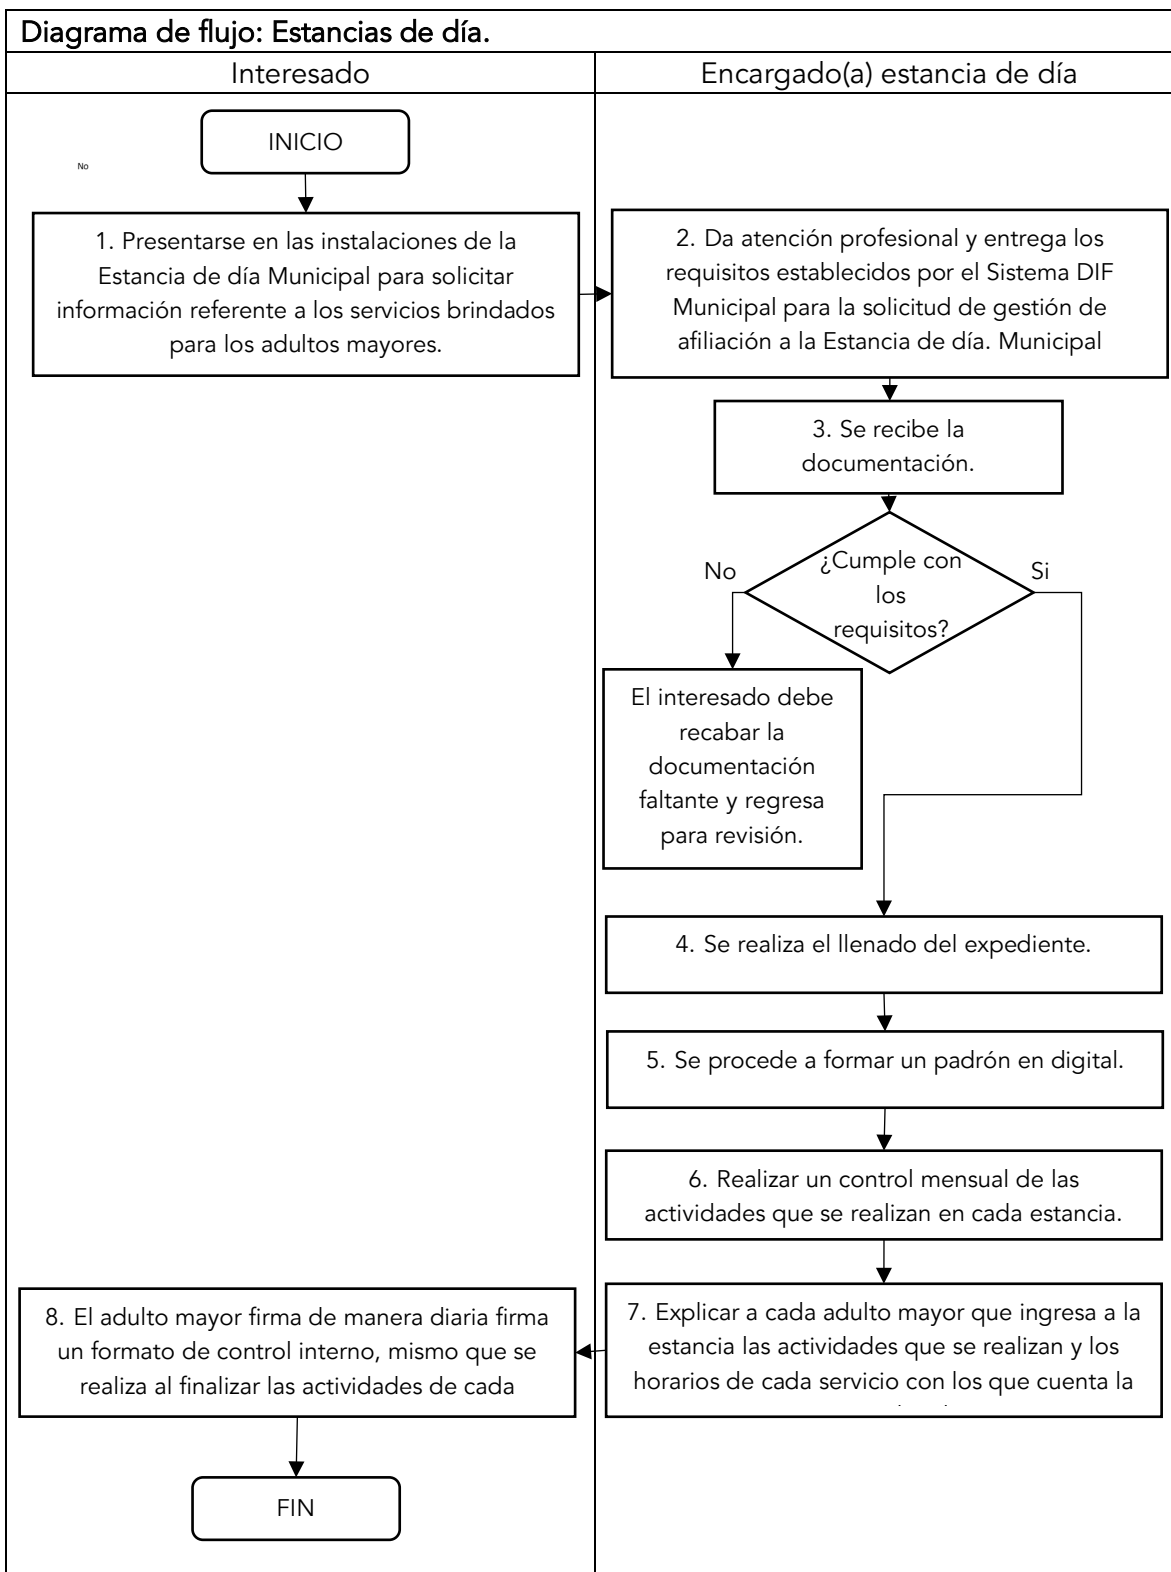 Diagrama de flujo: Estancias de día.
Interesado
Encargado(a) estancia de día
INICIO
No
1. Presentarse en las instalaciones de la
Estancia de día Municipal para solicitar
información referente a los servicios brindados
para los adultos mayores.
2. Da atención profesional y entrega los
requisitos establecidos por el Sistema DIF
Municipal para la solicitud de gestión de
afiliación a la Estancia de día. Municipal
3. Se recibe la
documentación.
No
¿Cumple con
los
requisitos?
Si
El interesado debe
recabar la
documentación
faltante y regresa
para revisión.
4. Se realiza el llenado del expediente.
5. Se procede a formar un padrón en digital.
6. Realizar un control mensual de las
actividades que se realizan en cada estancia.
7. Explicar a cada adulto mayor que ingresa a la
estancia las actividades que se realizan y los
horarios de cada servicio con los que cuenta la
8. El adulto mayor firma de manera diaria firma
un formato de control interno, mismo que se
realiza al finalizar las actividades de cada
FIN